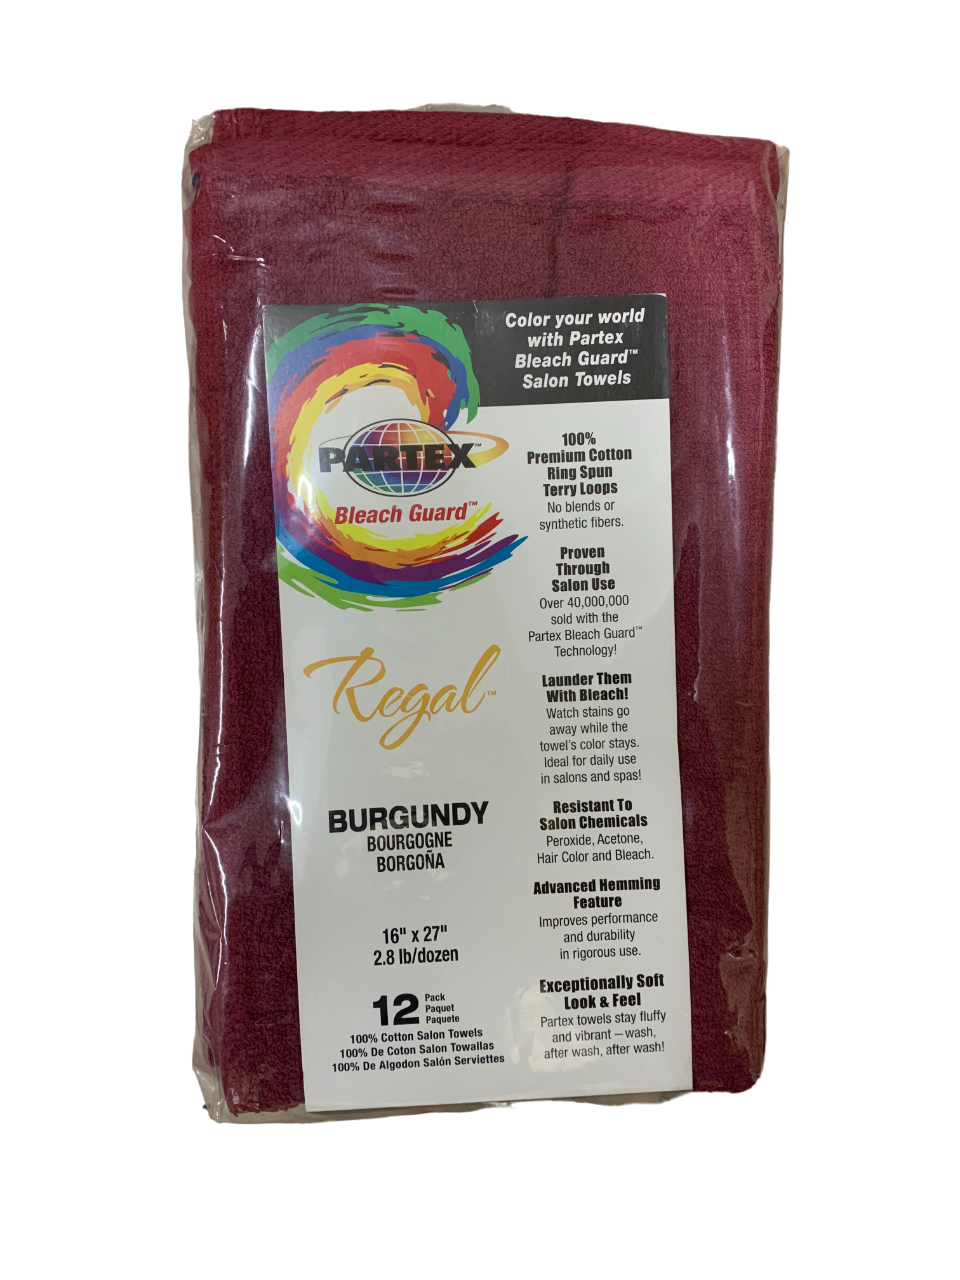 Color your world
with Partex
Bleach Guard™
Salon Towels
PARTEX™
Bleach Guard™
Regal™
BURGUNDY
BOURGOGNE
BORGOÑA
16" x 27"
2.8 lb/dozen
12 Pack
Paquet
Paquete
100% Cotton Salon Towels
100% De Coton Salon Towallas
100% De Algodon Salón Serviettes
100%
Premium Cotton
Ring Spun
Terry Loops
No blends or
synthetic fibers.
Proven
Through
Salon Use
Over 40,000,000
sold with the
Partex Bleach Guard™
Technology!
Launder Them
With Bleach!
Watch stains go
away while the
towel's color stays.
Ideal for daily use
in salons and spas!
Resistant To
Salon Chemicals
Peroxide, Acetone,
Hair Color and Bleach.
Advanced Hemming
Feature
Improves performance
and durability
in rigorous use.
Exceptionally Soft
Look & Feel
Partex towels stay fluffy
and vibrant – wash,
after wash, after wash!